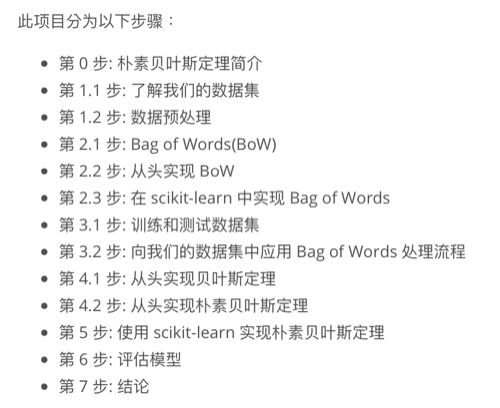 此项目分为以下步骤：
• 第 0 步: 朴素贝叶斯定理简介
• 第 1.1 步: 了解我们的数据集
• 第 1.2 步: 数据预处理
• 第 2.1 步: Bag of Words(BoW)
• 第 2.2 步: 从头实现 BoW
• 第 2.3 步: 在 scikit-learn 中实现 Bag of Words
• 第 3.1 步: 训练和测试数据集
• 第 3.2 步: 向我们的数据集中应用 Bag of Words 处理流程
• 第 4.1 步: 从头实现贝叶斯定理
• 第 4.2 步: 从头实现朴素贝叶斯定理
• 第 5 步: 使用 scikit-learn 实现朴素贝叶斯定理
• 第 6 步: 评估模型
• 第 7 步: 结论